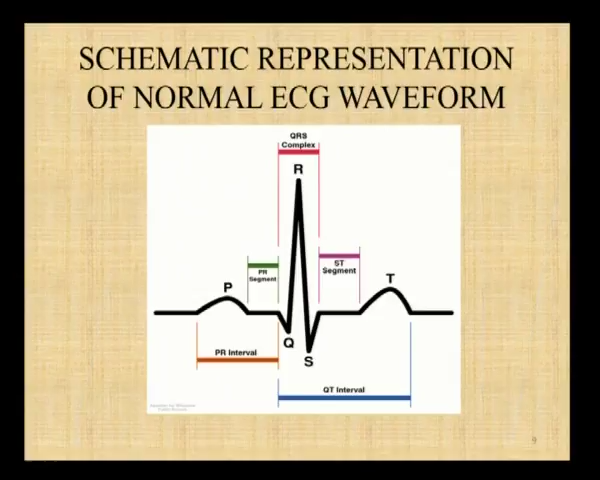 SCHEMATIC REPRESENTATION
OF NORMAL ECG WAVEFORM
QRS
Complex
R
PR
Segment
ST
Segment
P
T
Q
S
PR Interval
QT Interval
9